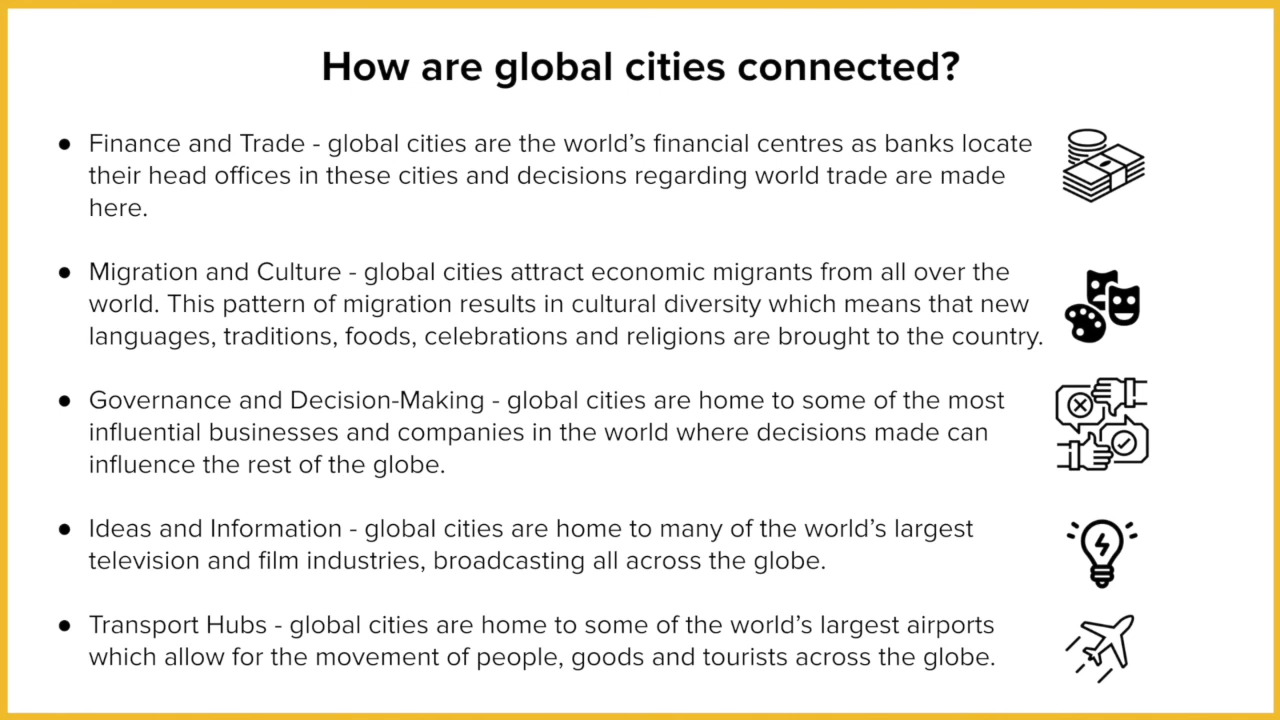 How are global cities connected?
● Finance and Trade - global cities are the world's financial centres as banks locate
their head offices in these cities and decisions regarding world trade are made
here.
● Migration and Culture - global cities attract economic migrants from all over the
world. This pattern of migration results in cultural diversity which means that new
languages, traditions, foods, celebrations and religions are brought to the country.
● Governance and Decision-Making - global cities are home to some of the most
influential businesses and companies in the world where decisions made can
influence the rest of the globe.
● Ideas and Information - global cities are home to many of the world's largest
television and film industries, broadcasting all across the globe.
● Transport Hubs - global cities are home to some of the world's largest airports
which allow for the movement of people, goods and tourists across the globe.